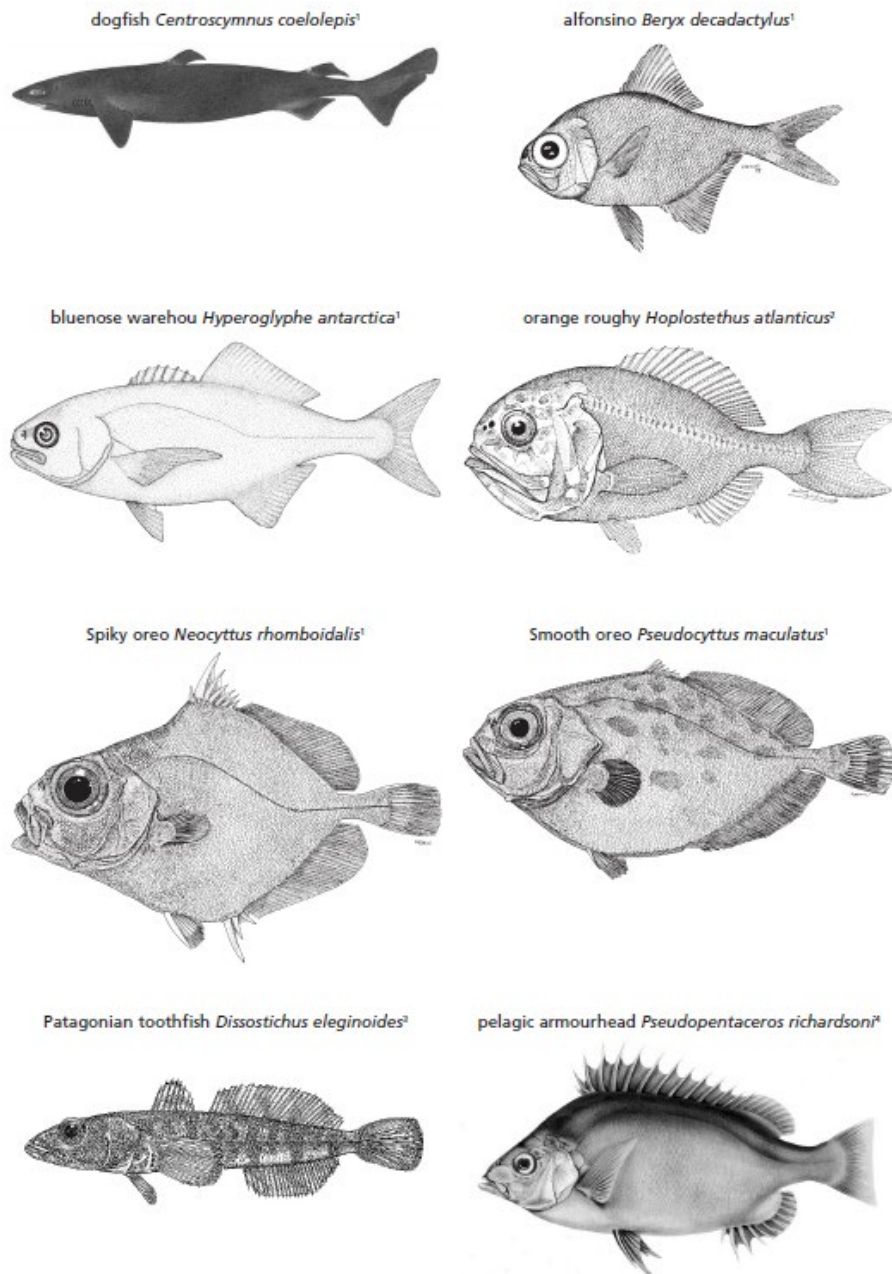 dogfish Centroscymnus coelolepis¹
alfonsino Beryx decadactylus¹
bluenose warehou Hyperoglyphe antarctica¹
orange roughy Hoplostethus atlanticus²
Spiky oreo Neocyttus rhomboidalis¹
Smooth oreo Pseudocyttus maculatus¹
Patagonian toothfish Dissostichus eleginoides³
pelagic armourhead Pseudopentaceros richardsoni⁴